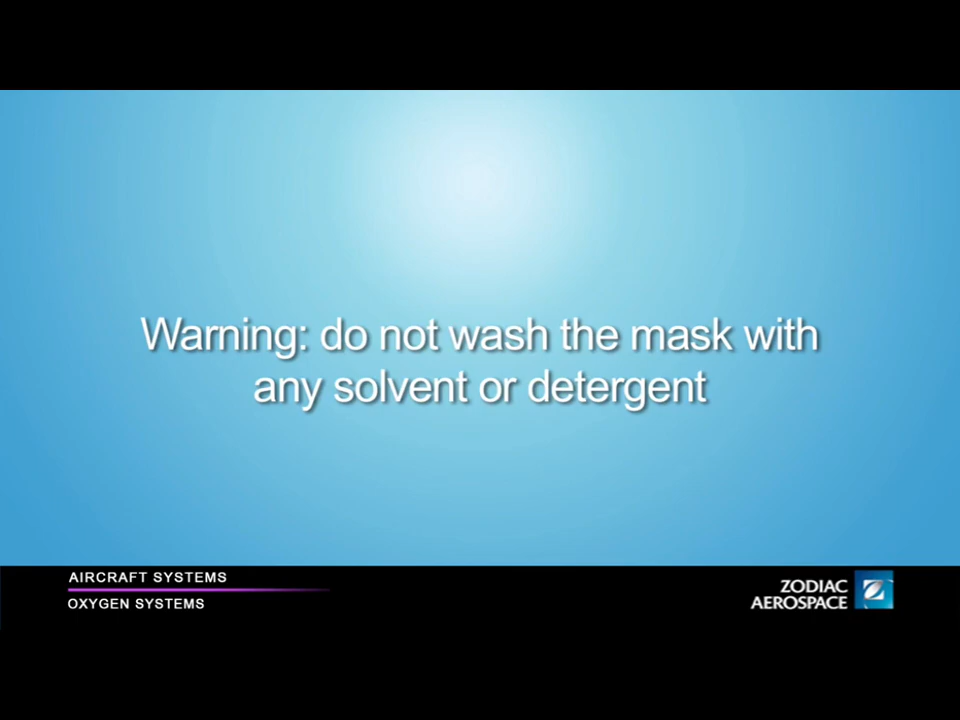 Warning: do not wash the mask with
any solvent or detergent
AIRCRAFT SYSTEMS
OXYGEN SYSTEMS
ZODIAC
AEROSPACE